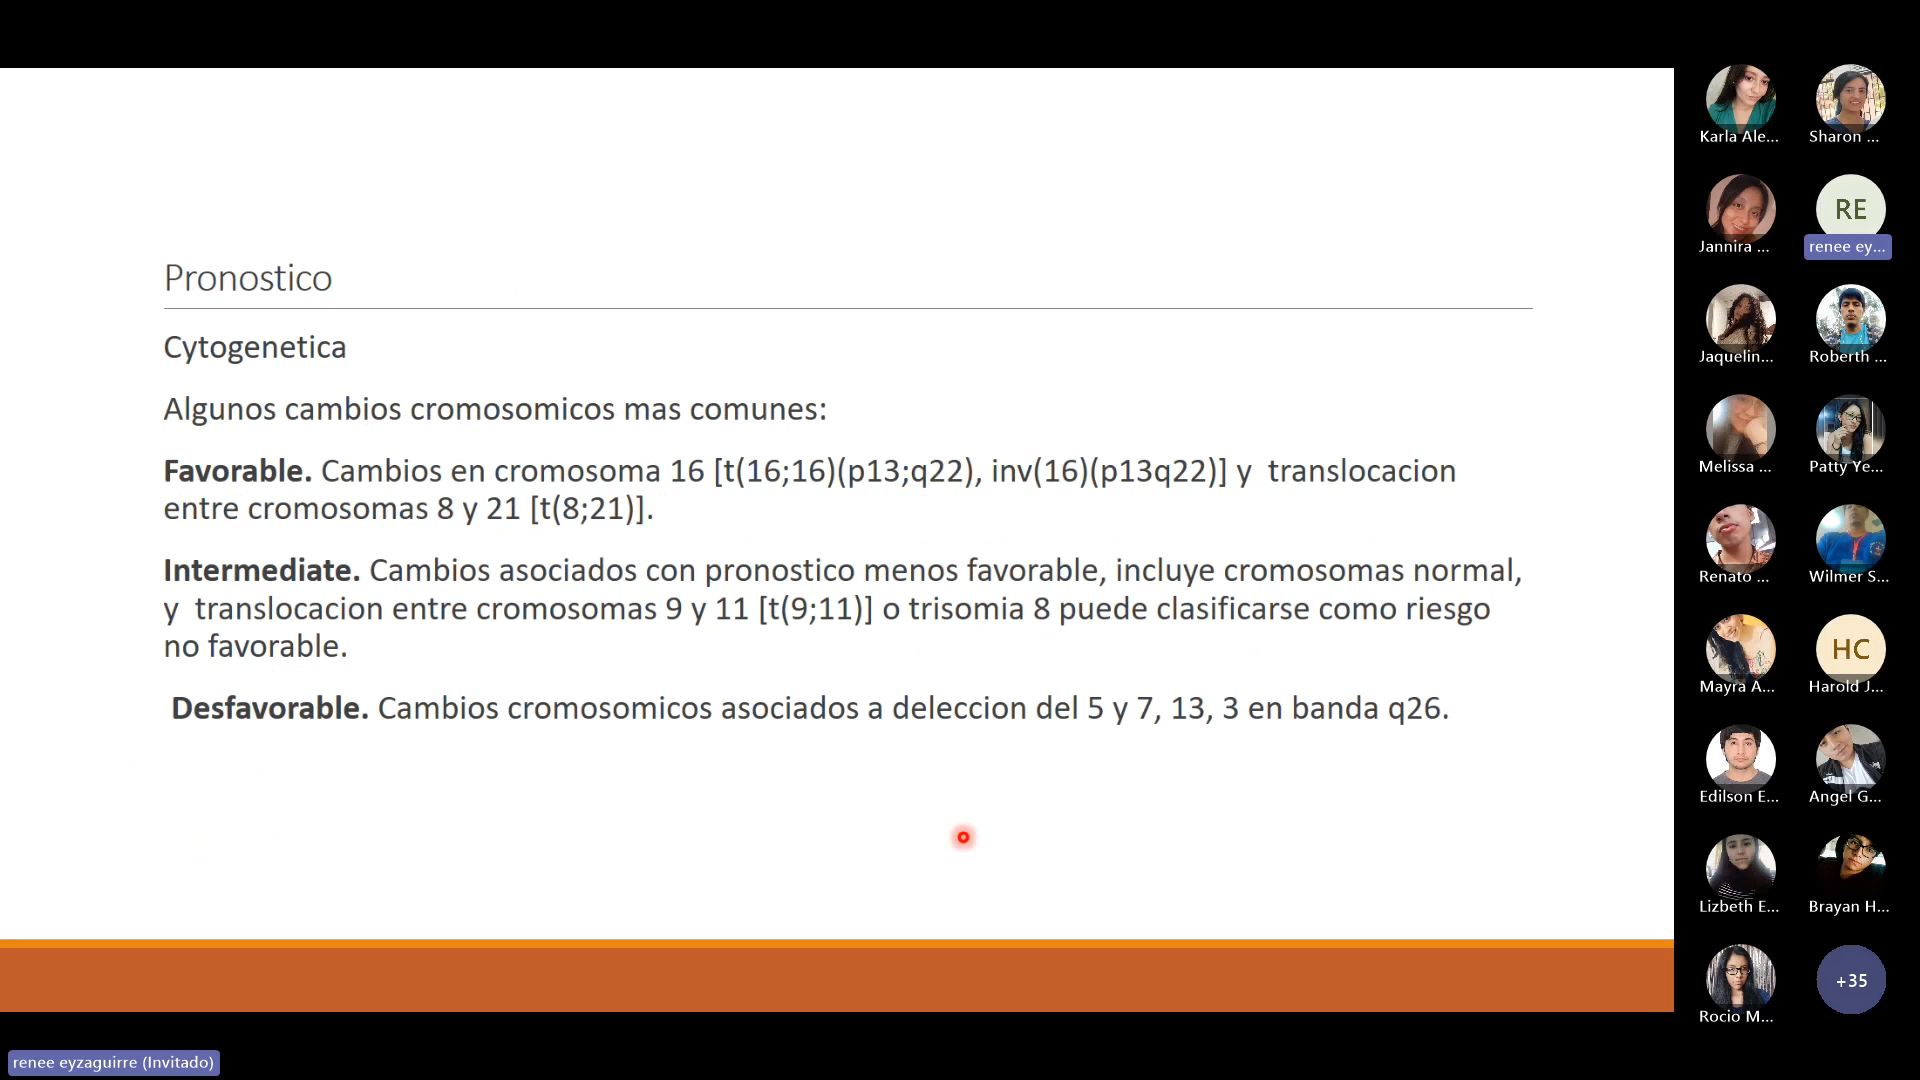 Pronostico
Cytogenetica
Algunos cambios cromosomicos mas comunes:
Favorable. Cambios en cromosoma 16 [t(16;16)(p13;q22), inv(16)(p13q22)] y  translocacion
entre cromosomas 8 y 21 [t(8;21)].
Intermediate. Cambios asociados con pronostico menos favorable, incluye cromosomas normal,
y  translocacion entre cromosomas 9 y 11 [t(9;11)] o trisomia 8 puede clasificarse como riesgo
no favorable.
Desfavorable. Cambios cromosomicos asociados a deleccion del 5 y 7, 13, 3 en banda q26.
Karla Ale...
Sharon ...
Jannira ...
RE
renee ey...
Jaquelin...
Roberth ...
Melissa ...
Patty Ye...
Renato ...
Wilmer S...
Mayra A...
HC
Harold J...
Edilson E...
Angel G...
Lizbeth E...
Brayan H...
Rocio M...
+35
renee eyzaguirre (Invitado)